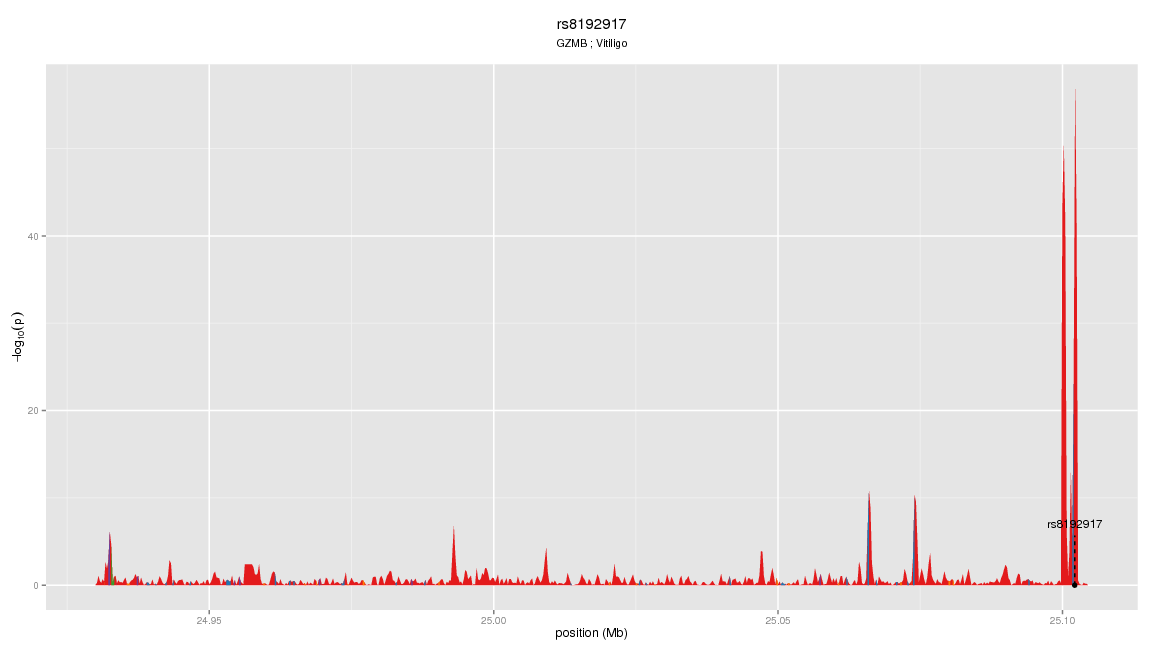 rs8192917
GZMB ; Vitiligo
−log₁₀(p)
40
20
0
rs8192917
24.95
25.00
25.05
25.10
position (Mb)